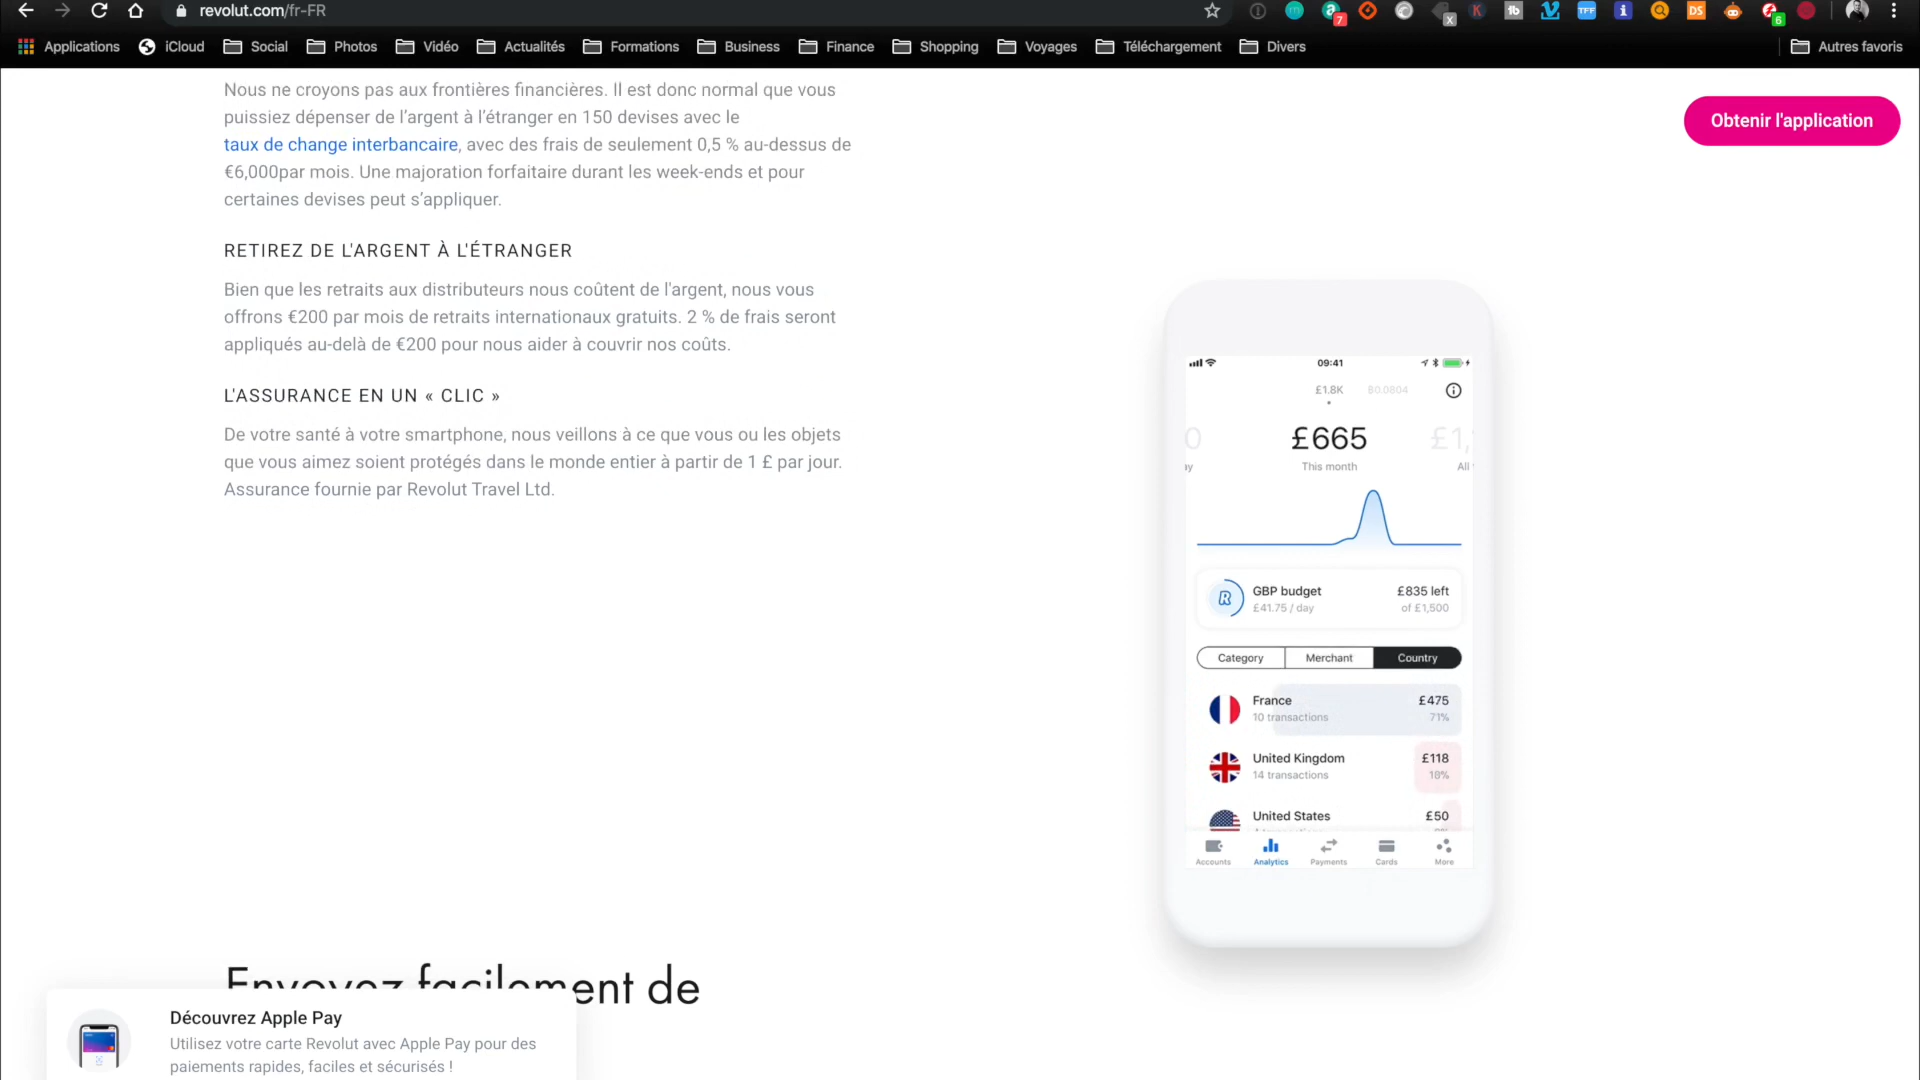 revolut.com/fr-FR
Applications
iCloud
Social
Photos
Vidéo
Actualités
Formations
Business
Finance
Shopping
Voyages
Téléchargement
Divers
Autres favoris
Nous ne croyons pas aux frontières financières. Il est donc normal que vous
puissiez dépenser de l’argent à l’étranger en 150 devises avec le
taux de change interbancaire, avec des frais de seulement 0,5 % au-dessus de
€6,000par mois. Une majoration forfaitaire durant les week-ends et pour
certaines devises peut s’appliquer.
Obtenir l'application
RETIREZ DE L'ARGENT À L'ÉTRANGER
Bien que les retraits aux distributeurs nous coûtent de l'argent, nous vous
offrons €200 par mois de retraits internationaux gratuits. 2 % de frais seront
appliqués au-delà de €200 pour nous aider à couvrir nos coûts.
L'ASSURANCE EN UN « CLIC »
De votre santé à votre smartphone, nous veillons à ce que vous ou les objets
que vous aimez soient protégés dans le monde entier à partir de 1 £ par jour.
Assurance fournie par Revolut Travel Ltd.
09:41
£1.8K
£665
This month
All
GBP budget £835 left
£41.75 / day of £1,500
Category Merchant Country
France £475
10 transactions 71%
United Kingdom £118
14 transactions 18%
United States £50
Accounts Analytics Payments Cards More
Envoyez facilement de
Découvrez Apple Pay
Utilisez votre carte Revolut avec Apple Pay pour des
paiements rapides, faciles et sécurisés !